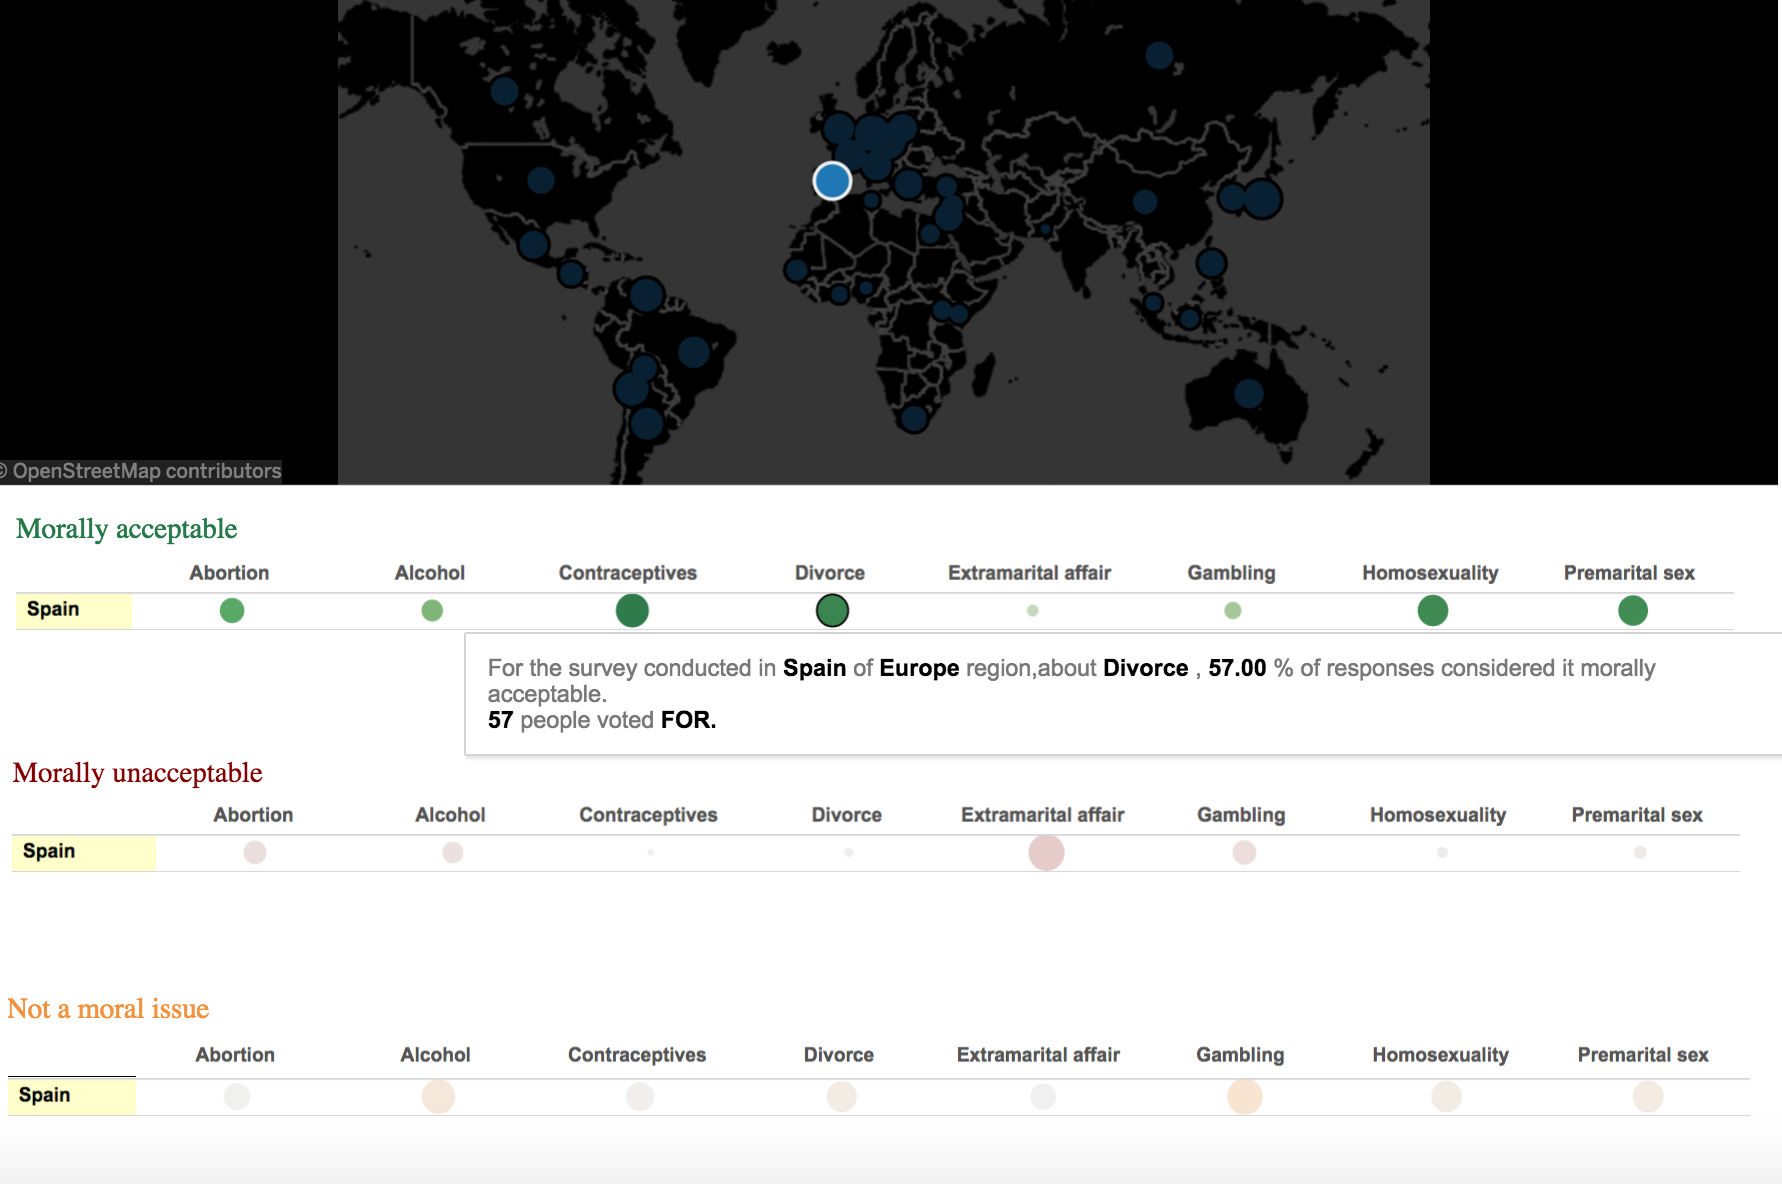 © OpenStreetMap contributors
Morally acceptable
Abortion Alcohol Contraceptives Divorce Extramarital affair Gambling Homosexuality Premarital sex
Spain
For the survey conducted in Spain of Europe region,about Divorce , 57.00 % of responses considered it morally
acceptable.
57 people voted FOR.
Morally unacceptable
Abortion Alcohol Contraceptives Divorce Extramarital affair Gambling Homosexuality Premarital sex
Spain
Not a moral issue
Abortion Alcohol Contraceptives Divorce Extramarital affair Gambling Homosexuality Premarital sex
Spain